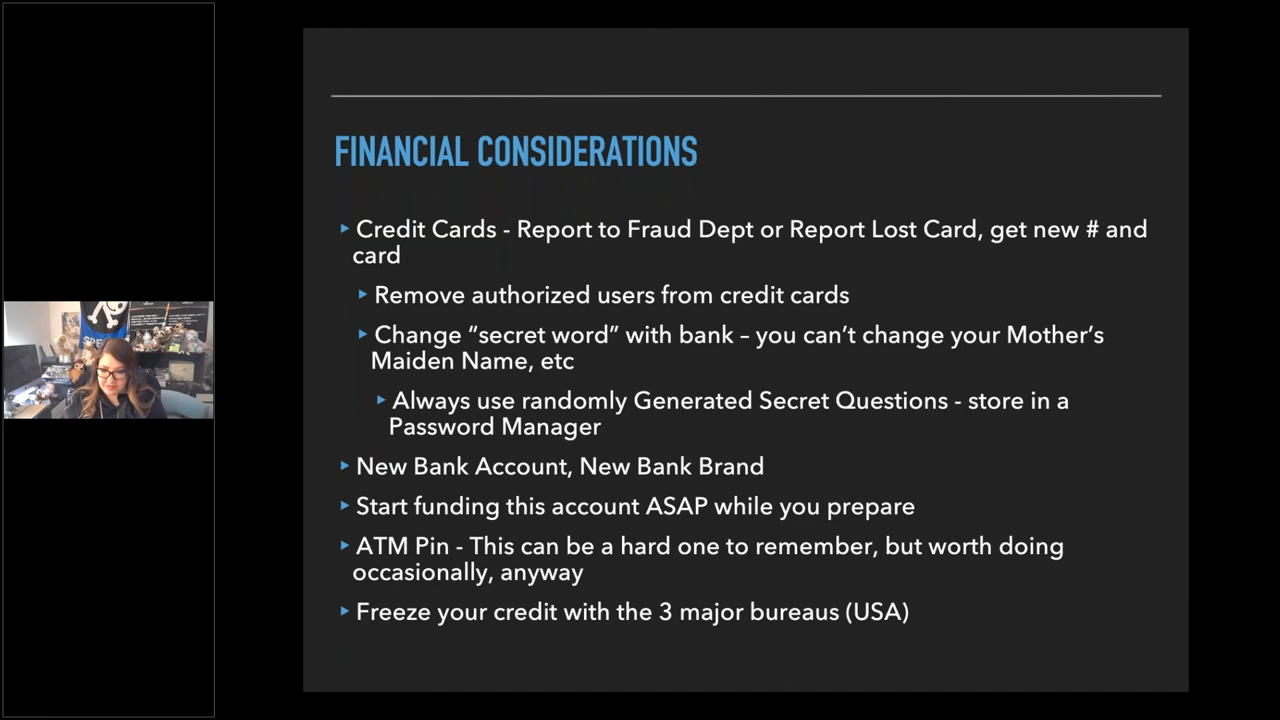 FINANCIAL CONSIDERATIONS
Credit Cards - Report to Fraud Dept or Report Lost Card, get new # and
card
Remove authorized users from credit cards
Change “secret word” with bank – you can’t change your Mother’s
Maiden Name, etc
Always use randomly Generated Secret Questions - store in a
Password Manager
New Bank Account, New Bank Brand
Start funding this account ASAP while you prepare
ATM Pin - This can be a hard one to remember, but worth doing
occasionally, anyway
Freeze your credit with the 3 major bureaus (USA)